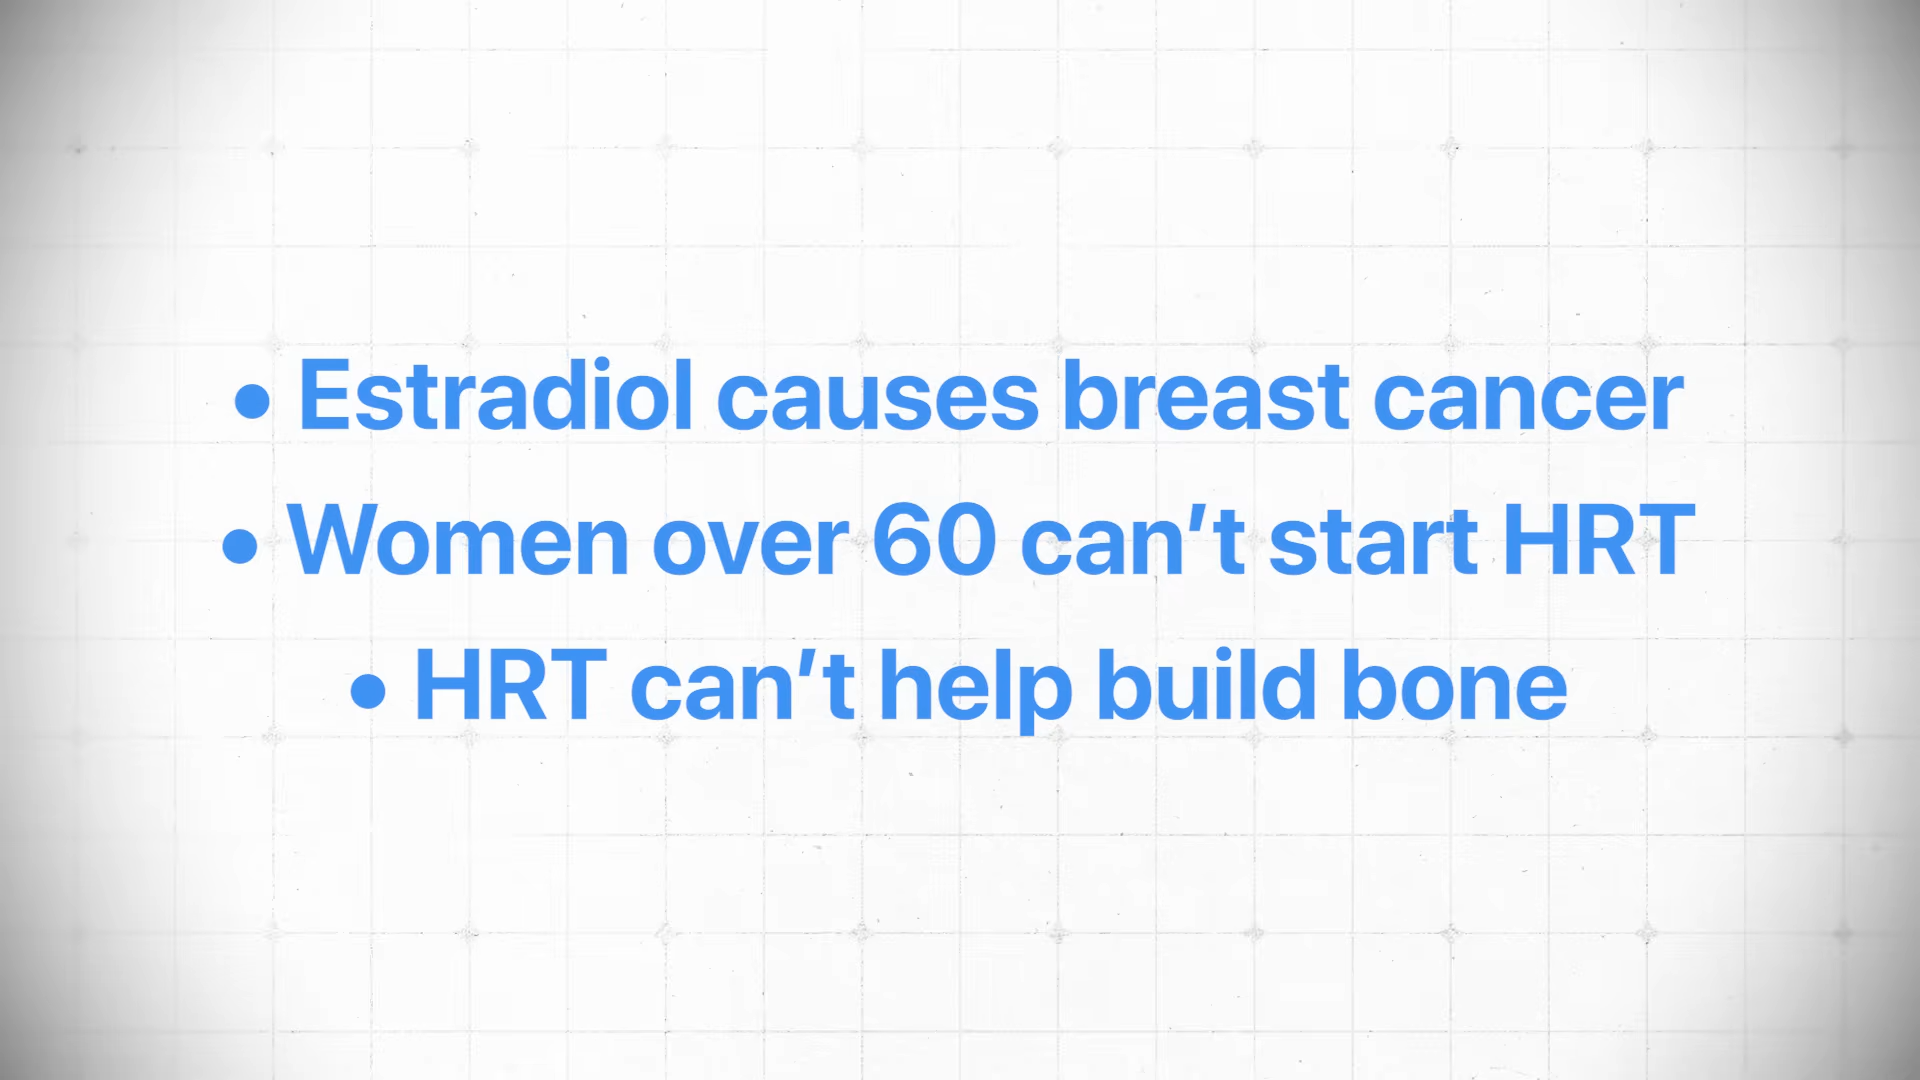 • Estradiol causes breast cancer
• Women over 60 can’t start HRT
• HRT can’t help build bone